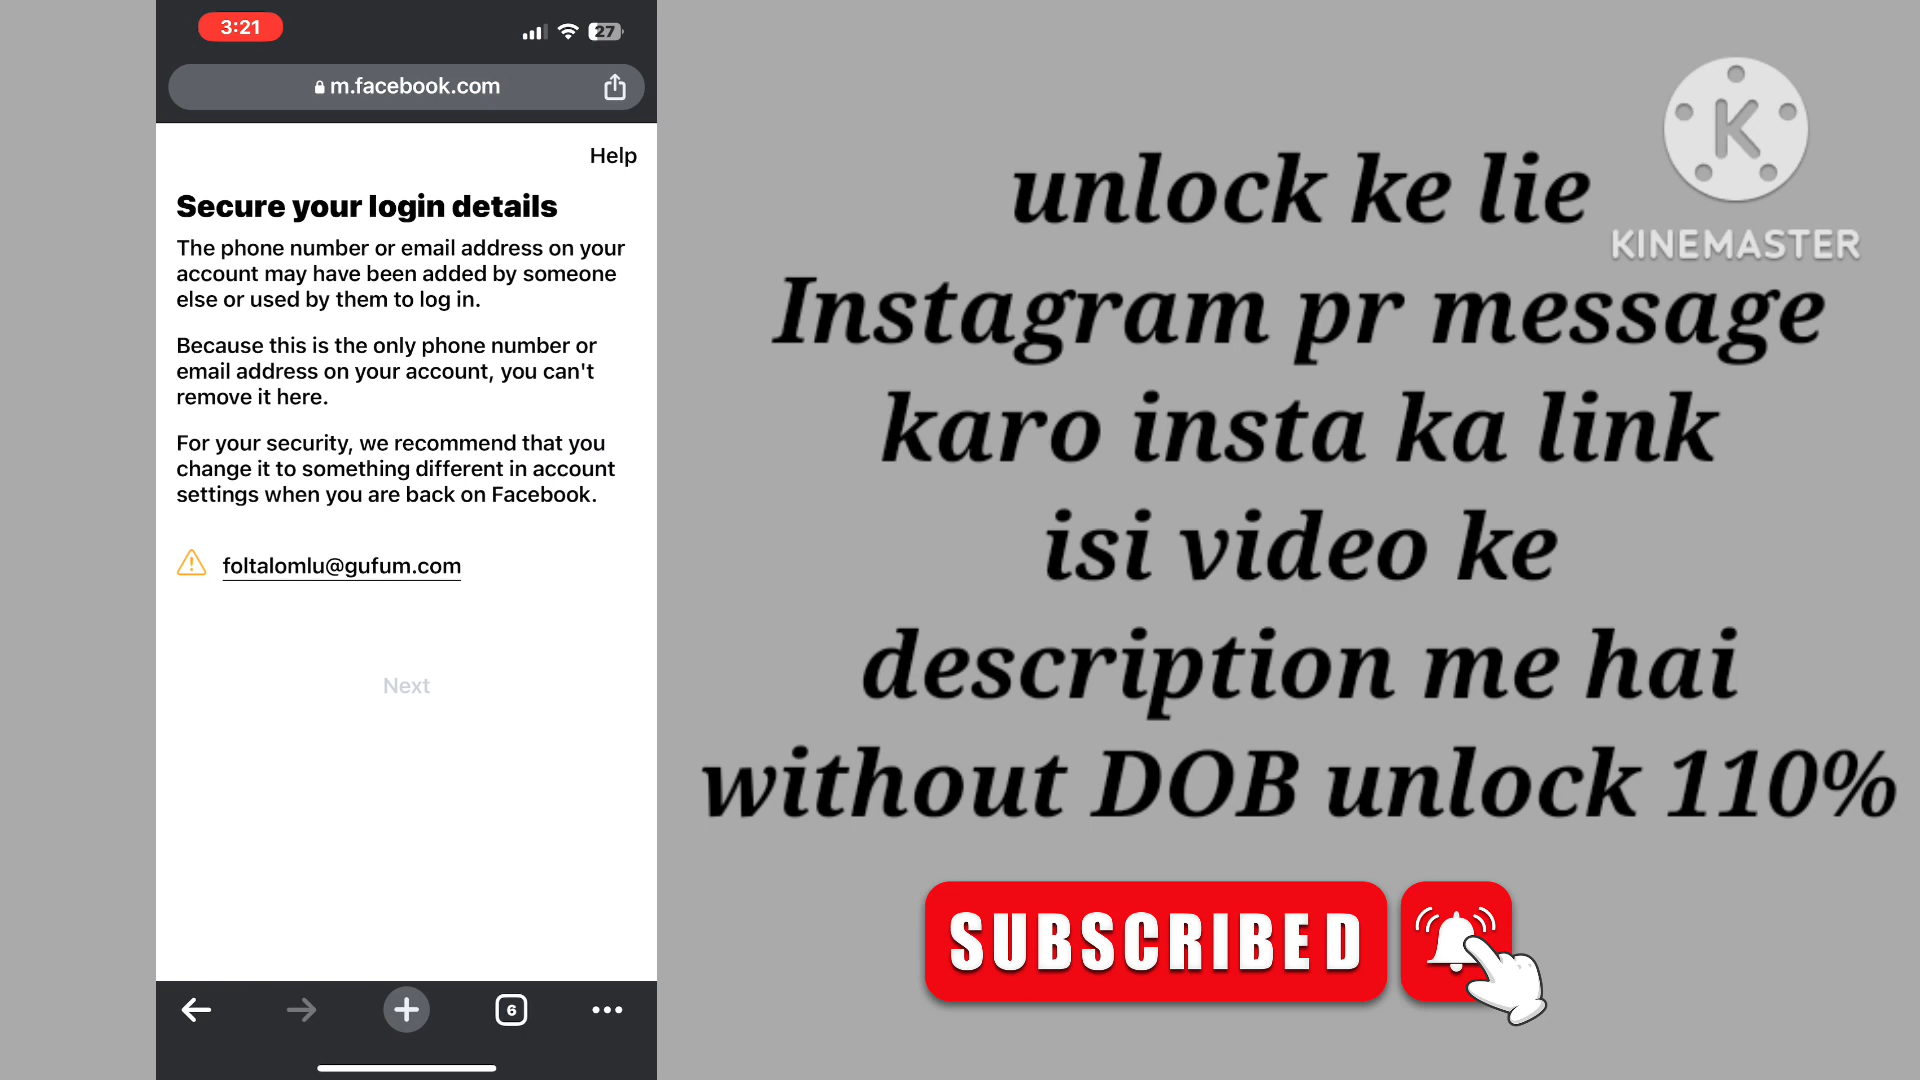 3:21
27
m.facebook.com
Help
Secure your login details
The phone number or email address on your
account may have been added by someone
else or used by them to log in.
Because this is the only phone number or
email address on your account, you can't
remove it here.
For your security, we recommend that you
change it to something different in account
settings when you are back on Facebook.
foltalomlu@gufum.com
Next
6
K
KINEMASTER
unlock ke lie
Instagram pr message
karo insta ka link
isi video ke
description me hai
without DOB unlock 110%
SUBSCRIBED